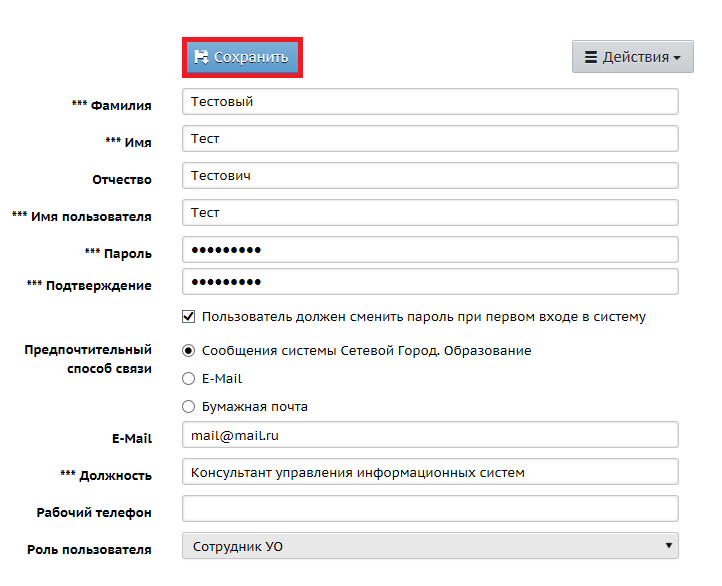 Сохранить
Действия
*** Фамилия
Тестовый
*** Имя
Тест
Отчество
Тестович
*** Имя пользователя
Тест
*** Пароль
•••••••••
*** Подтверждение
•••••••••
Пользователь должен сменить пароль при первом входе в систему
Предпочтительный
способ связи
Сообщения системы Сетевой Город. Образование
E-Mail
Бумажная почта
E-Mail
mail@mail.ru
*** Должность
Консультант управления информационных систем
Рабочий телефон
Роль пользователя
Сотрудник УО